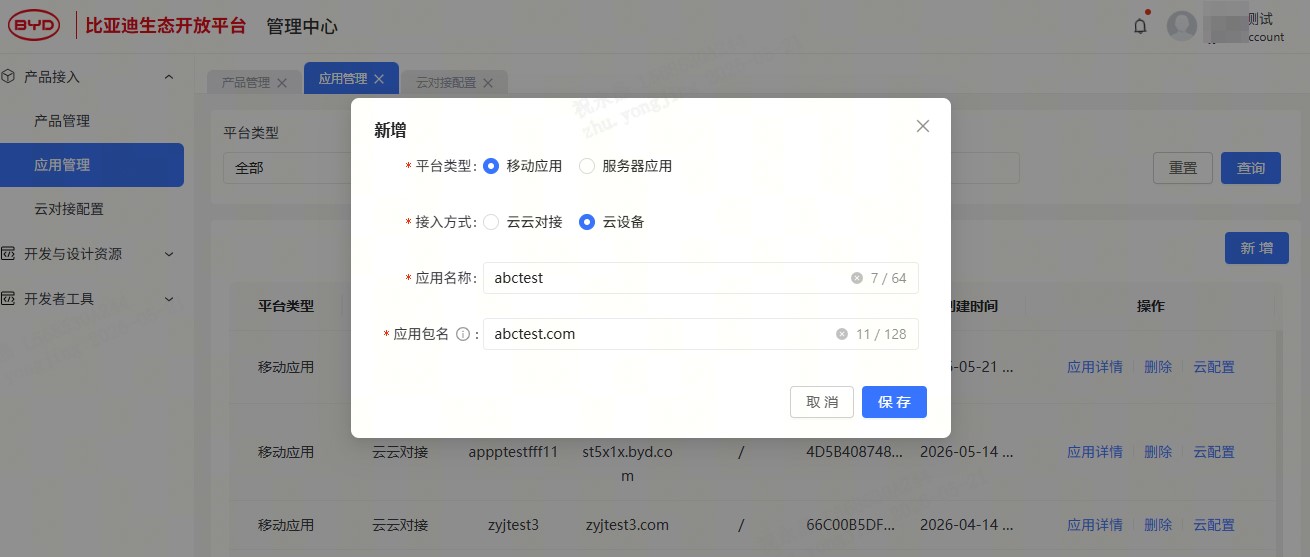 BYD 比亚迪生态开放平台 管理中心
测试
ccount
产品接入
产品管理
应用管理
云对接配置
开发与设计资源
开发者工具
产品管理 应用管理 云对接配置
平台类型
全部
重置 查询
新增
平台类型 建时间 操作
新增
* 平台类型: 移动应用 服务器应用
* 接入方式: 云云对接 云设备
* 应用名称: abctest 7 / 64
* 应用包名 : abctest.com 11 / 128
取消 保存
移动应用 -05-21 ... 应用详情 删除 云配置
移动应用 云云对接 appptestfff11 st5x1x.byd.co / 4D5B408748... 2026-05-14 ... 应用详情 删除 云配置
m
移动应用 云云对接 zyjtest3 zyjtest3.com / 66C00B5DF... 2026-04-14 ... 应用详情 删除 云配置